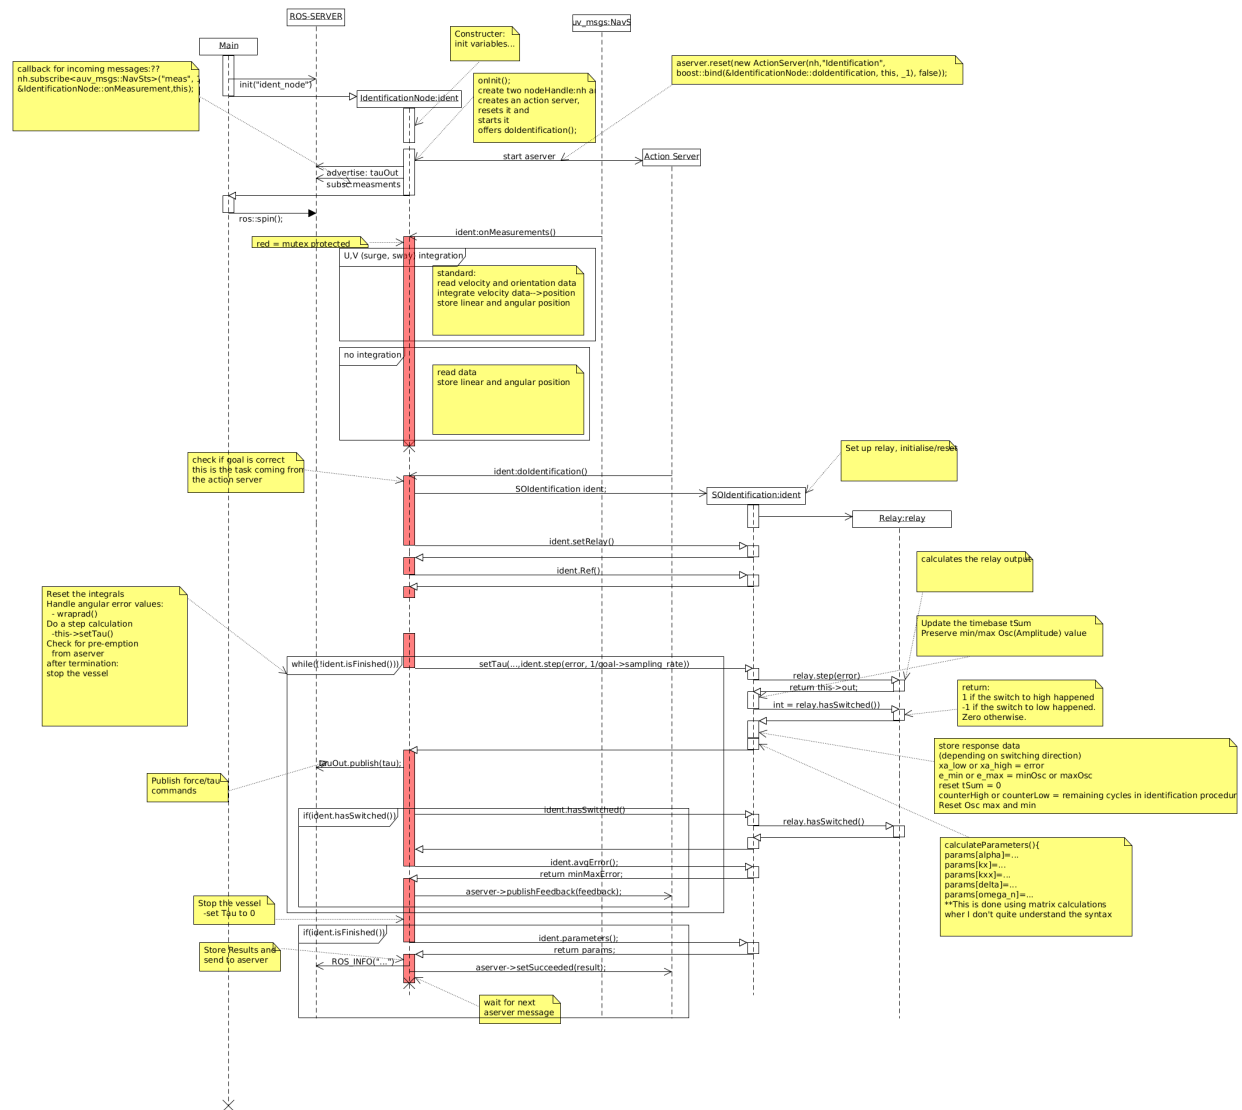 ROS-SERVER
uv_msgs:NavS
Main
Constructer:
init variables...
callback for incoming messages:??
nh.subscribe<auv_msgs::NavSts>("meas",
&IdentificationNode::onMeasurement,this);
aserver.reset(new ActionServer(nh,"Identification",
boost::bind(&IdentificationNode::doIdentification, this, _1), false));
init("ident_node")
IdentificationNode:ident
onInit();
create two nodeHandle:nh a
creates an action server,
resets it and
starts it
offers doIdentification();
start aserver
Action Server
advertise: tauOut
subsc:measments
ros::spin();
ident:onMeasurements()
red = mutex protected
U,V (surge, sway, integration
standard:
read velocity and orientation data
integrate velocity data-->position
store linear and angular position
no integration
read data
store linear and angular position
Set up relay, initialise/reset
check if goal is correct
this is the task coming from
the action server
ident:doIdentification()
SOIdentification ident;
SOIdentification:ident
Relay:relay
ident.setRelay()
calculates the relay output
ident.Ref()
Reset the integrals
Handle angular error values:
- wraprad()
Do a step calculation
-this->setTau()
Check for pre-emption
from aserver
after termination:
stop the vessel
Update the timebase tSum
Preserve min/max Osc(Amplitude) value
while(!ident.isFinished()))
setTau(...,ident.step(error, 1/goal->sampling_rate))
relay.step(error)
return this->out;
return:
1 if the switch to high happened
-1 if the switch to low happened.
Zero otherwise.
int = relay.hasSwitched())
store response data
(depending on switching direction)
xa_low or xa_high = error
e_min or e_max = minOsc or maxOsc
reset tSum = 0
counterHigh or counterLow = remaining cycles in identification procedur
Reset Osc max and min
tauOut.publish(tau);
Publish force/tau
commands
if(ident.hasSwitched())
ident.hasSwitched()
relay.hasSwitched()
calculateParameters(){
params[alpha]=...
params[kx]=...
params[kxx]=...
params[delta]=...
params[omega_n]=...
**This is done using matrix calculations
wher I don't quite understand the syntax
ident.avgError();
return minMaxError;
aserver->publishFeedback(feedback);
Stop the vessel
-set Tau to 0
if(ident.isFinished())
ident.parameters();
Store Results and
send to aserver
return params;
ROS_INFO("...")
aserver->setSucceeded(result);
wait for next
aserver message